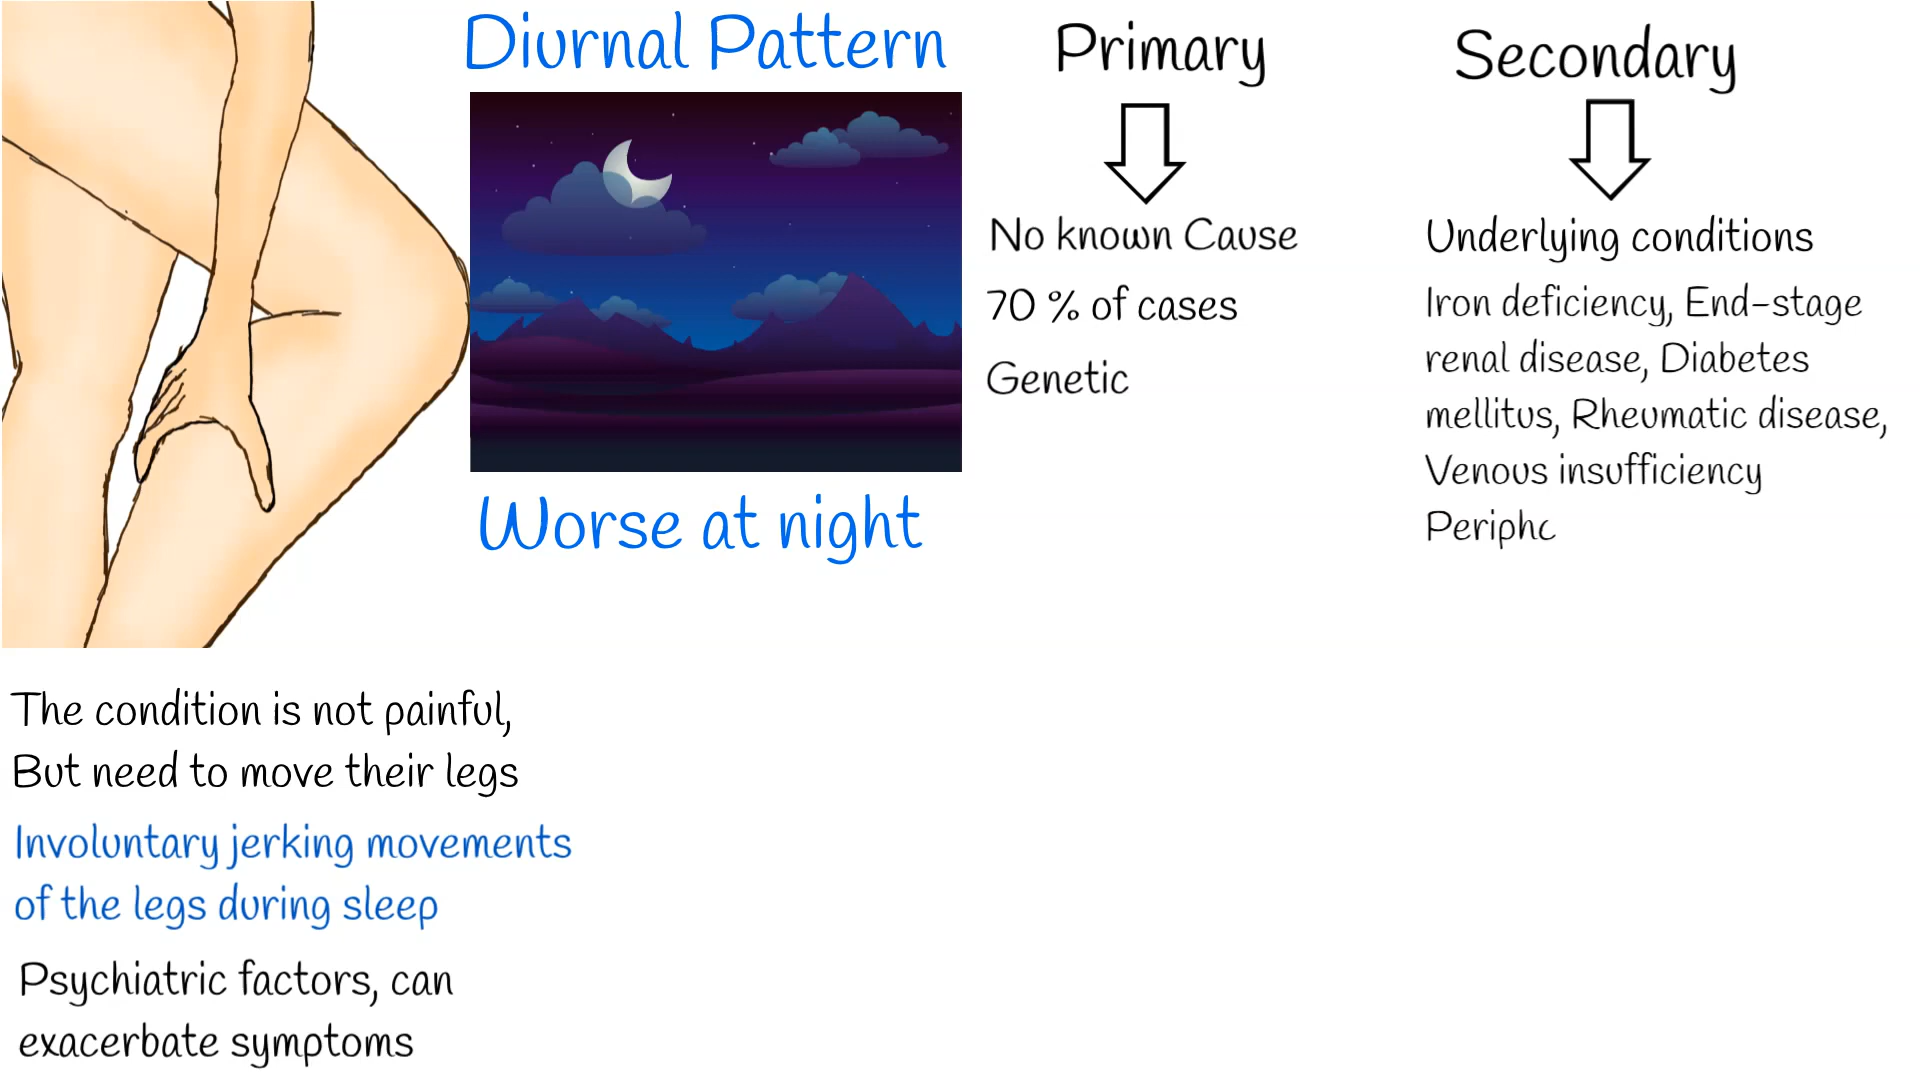 Diurnal Pattern
Worse at night
Primary
No known Cause
70 % of cases
Genetic
Secondary
Underlying conditions
Iron deficiency, End-stage
renal disease, Diabetes
mellitus, Rheumatic disease,
Venous insufficiency
The condition is not painful,
But need to move their legs
Involuntary jerking movements
of the legs during sleep
Psychiatric factors, can
exacerbate symptoms